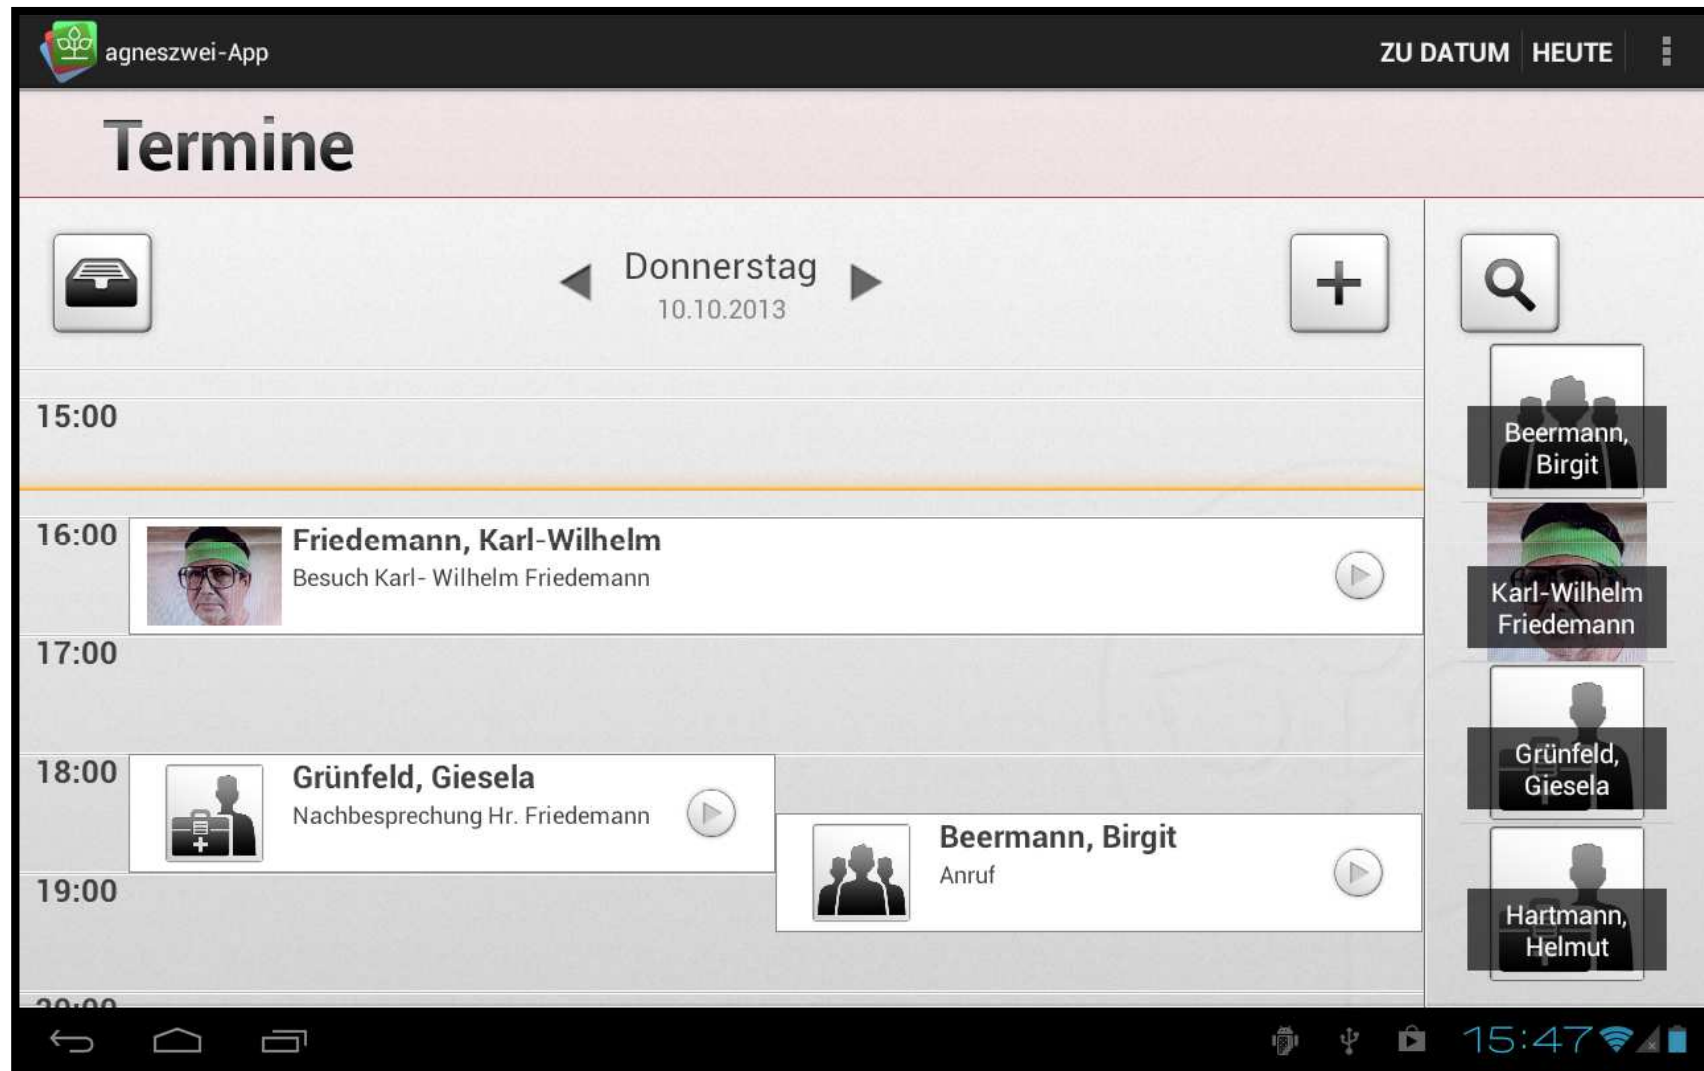 agneszwei-App
ZU DATUM HEUTE
Termine
Donnerstag
10.10.2013
15:00
16:00
Friedemann, Karl-Wilhelm
Besuch Karl- Wilhelm Friedemann
17:00
18:00
Grünfeld, Giesela
Nachbesprechung Hr. Friedemann
Beermann, Birgit
Anruf
19:00
20:00
Beermann,
Birgit
Karl-Wilhelm
Friedemann
Grünfeld,
Giesela
Hartmann,
Helmut
15:47